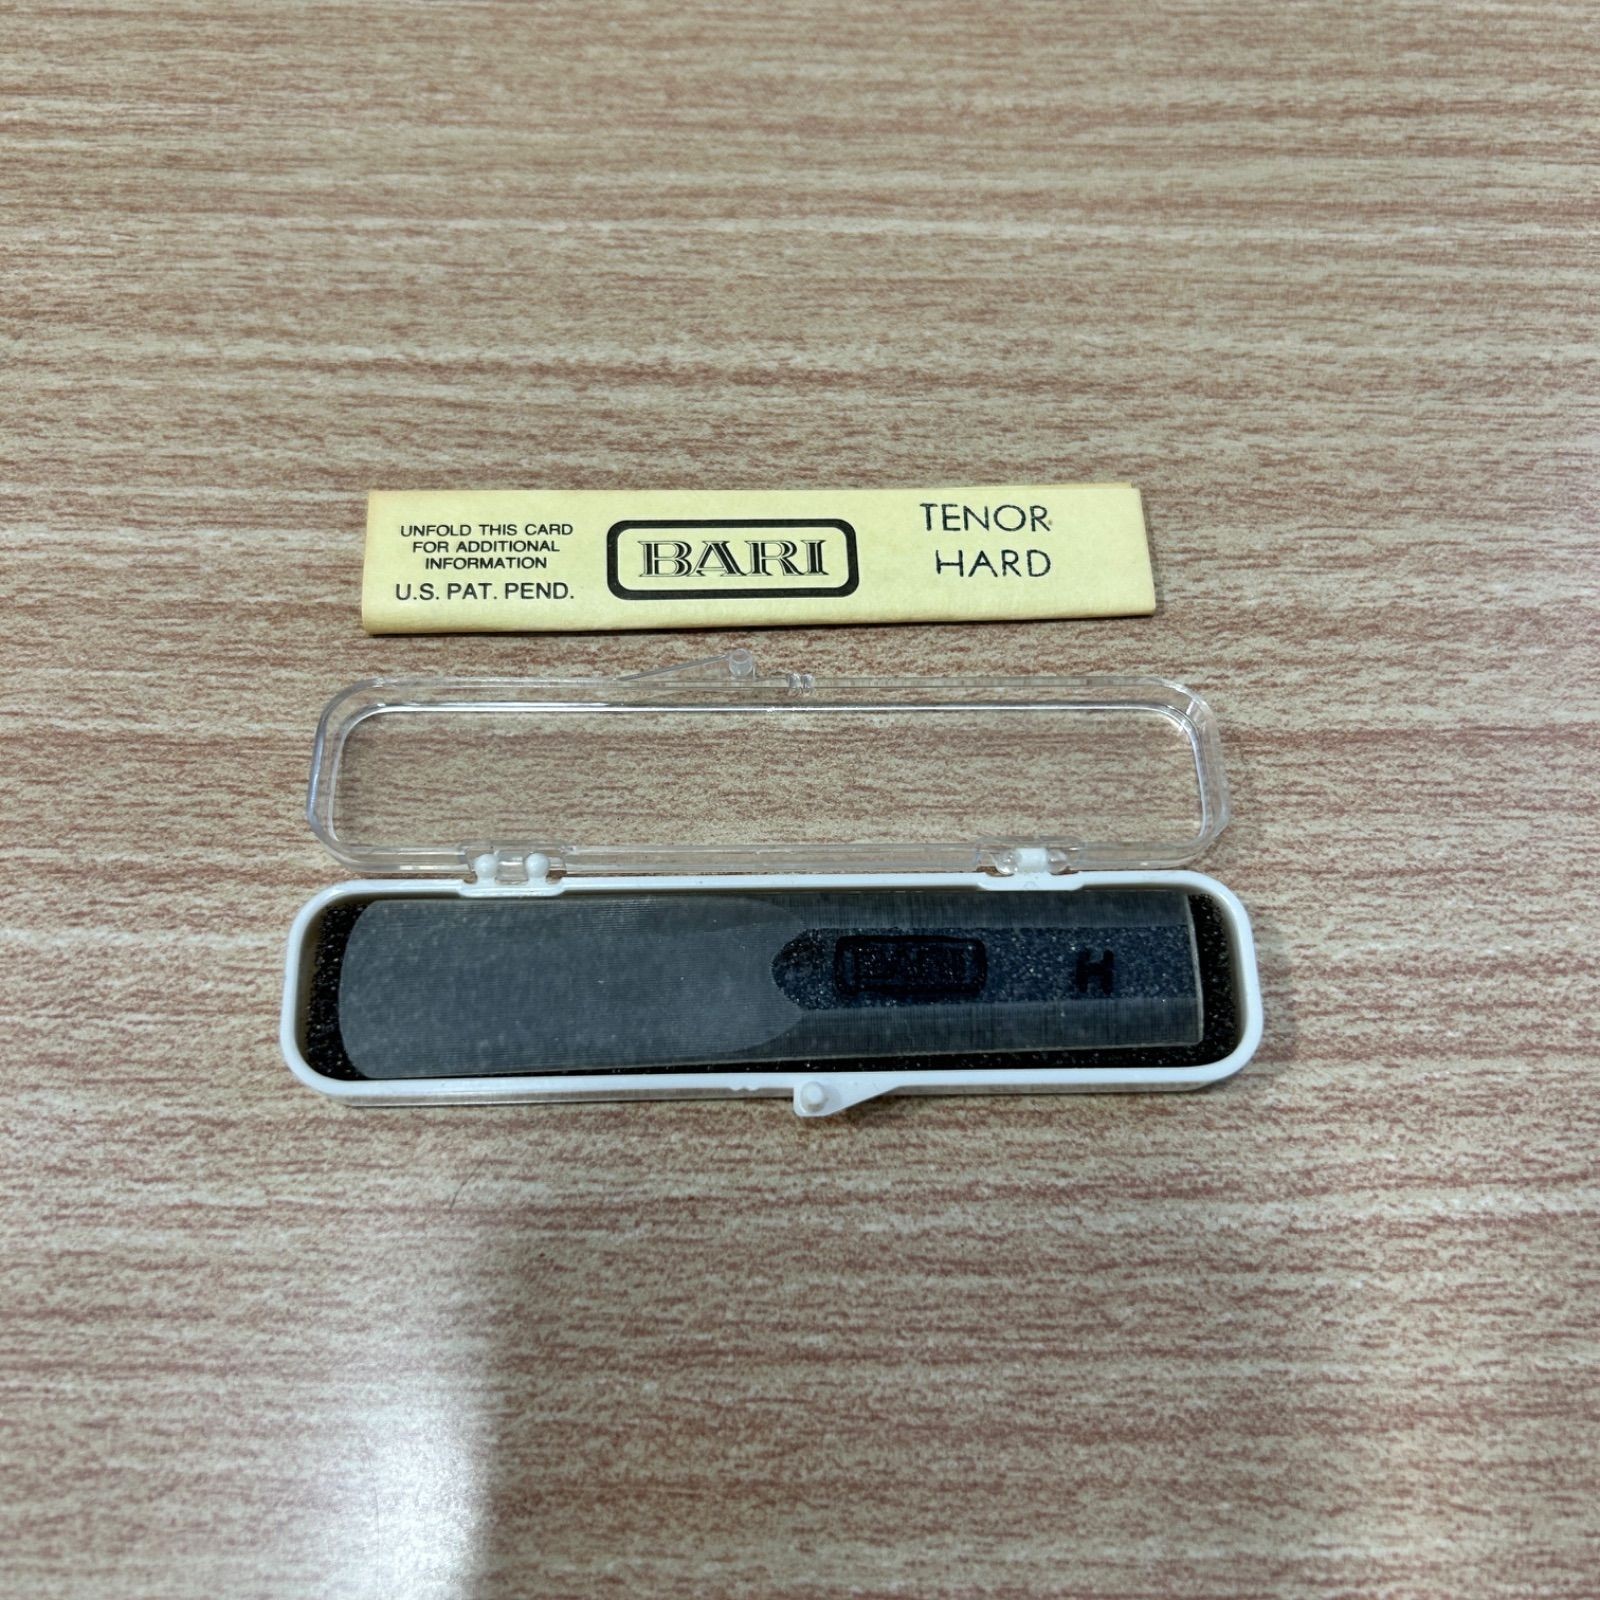 UNFOLD THIS CARD
FOR ADDITIONAL
INFORMATION
U.S. PAT. PEND.
BARI
TENOR
HARD
BARI
H